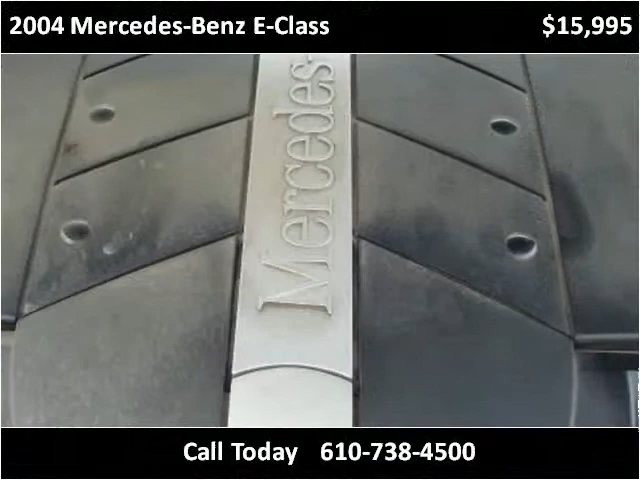 2004 Mercedes-Benz E-Class
$15,995
Mercedes-
Call Today 610-738-4500